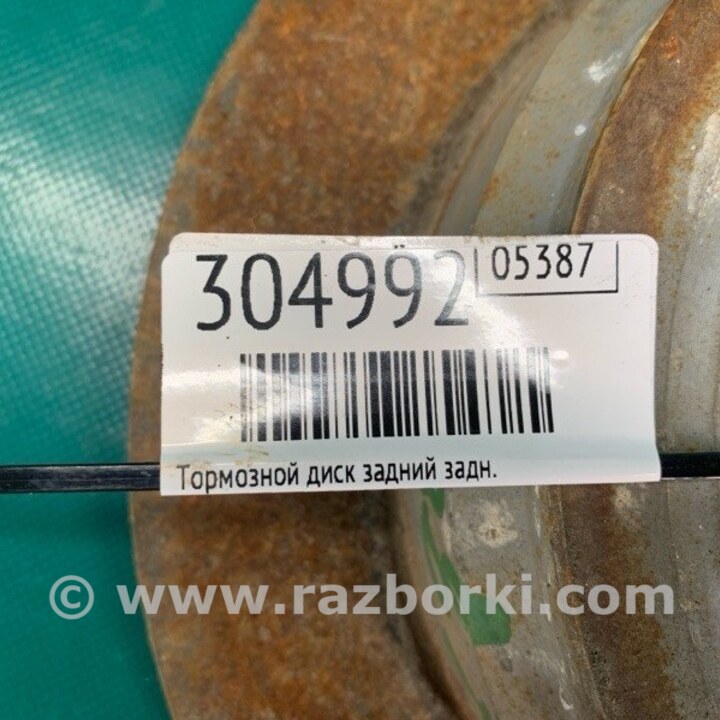 304992 05387
Тормозной диск задний задн.
© www.razborki.com